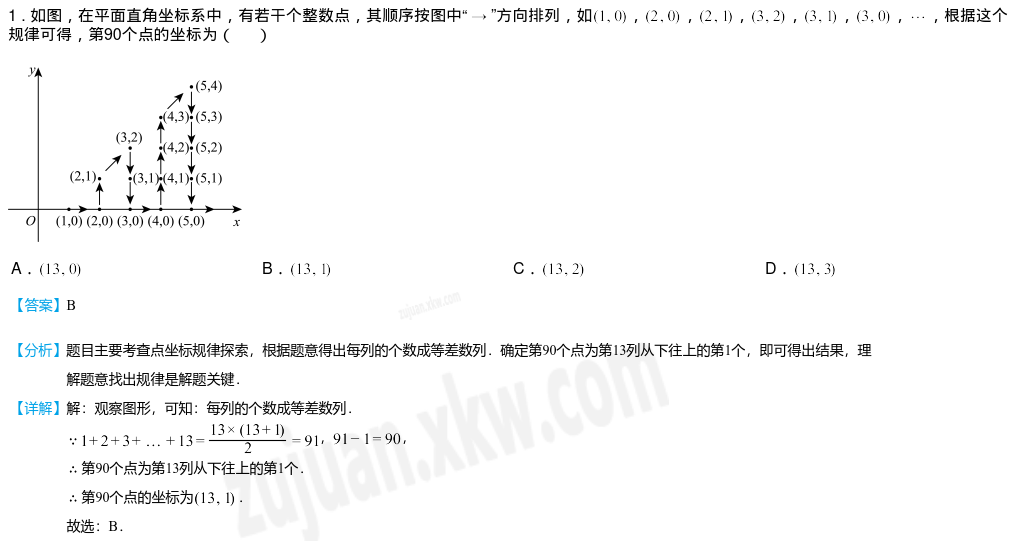 1．如图，在平面直角坐标系中，有若干个整数点，其顺序按图中“→”方向排列，如(1, 0)，(2, 0)，(2, 1)，(3, 2)，(3, 1)，(3, 0)，…，根据这个
规律可得，第90个点的坐标为（　　）
y
(5,4)
(4,3) (5,3)
(3,2) (4,2) (5,2)
(2,1) (3,1) (4,1) (5,1)
O (1,0) (2,0) (3,0) (4,0) (5,0) x
A．(13, 0) B．(13, 1) C．(13, 2) D．(13, 3)
【答案】B
【分析】题目主要考查点坐标规律探索，根据题意得出每列的个数成等差数列．确定第90个点为第13列从下往上的第1个，即可得出结果，理
解题意找出规律是解题关键．
【详解】解：观察图形，可知：每列的个数成等差数列．
∵1+2+3+…+13=13×(13+1)/2=91，91−1=90，
∴第90个点为第13列从下往上的第1个．
∴第90个点的坐标为(13, 1)．
故选：B．
zujuan.xkw.com
zujuan.xkw.com